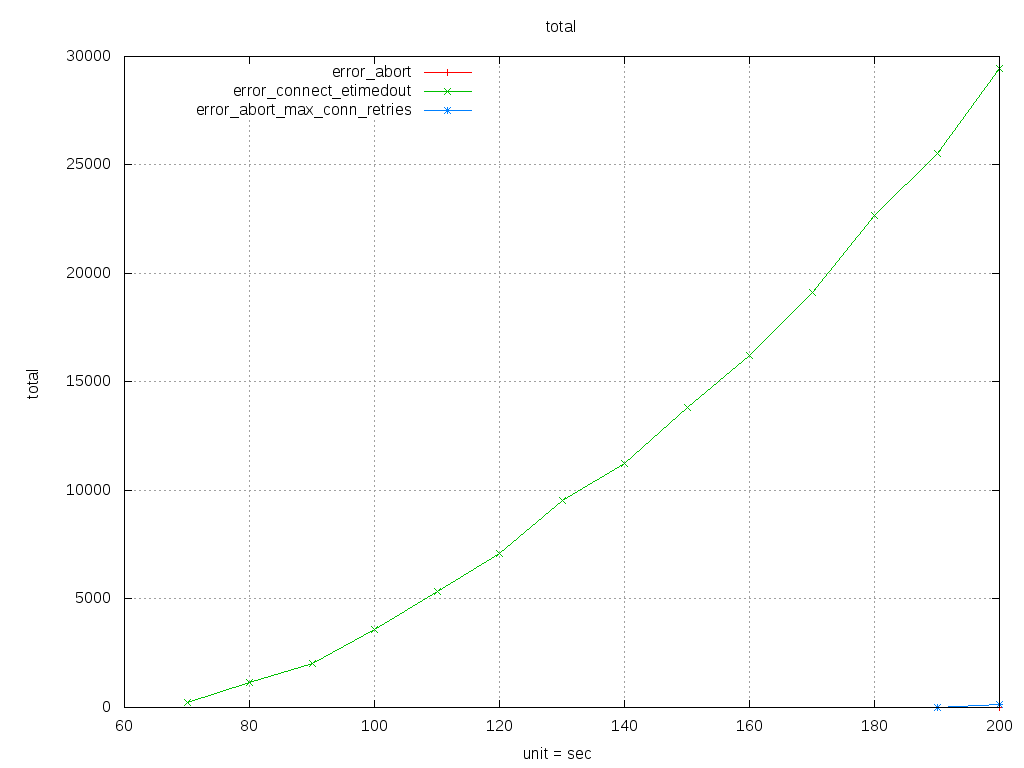 total
30000
25000
20000
15000
10000
5000
0
total
error_abort
error_connect_etimedout
error_abort_max_conn_retries
60 80 100 120 140 160 180 200
unit = sec